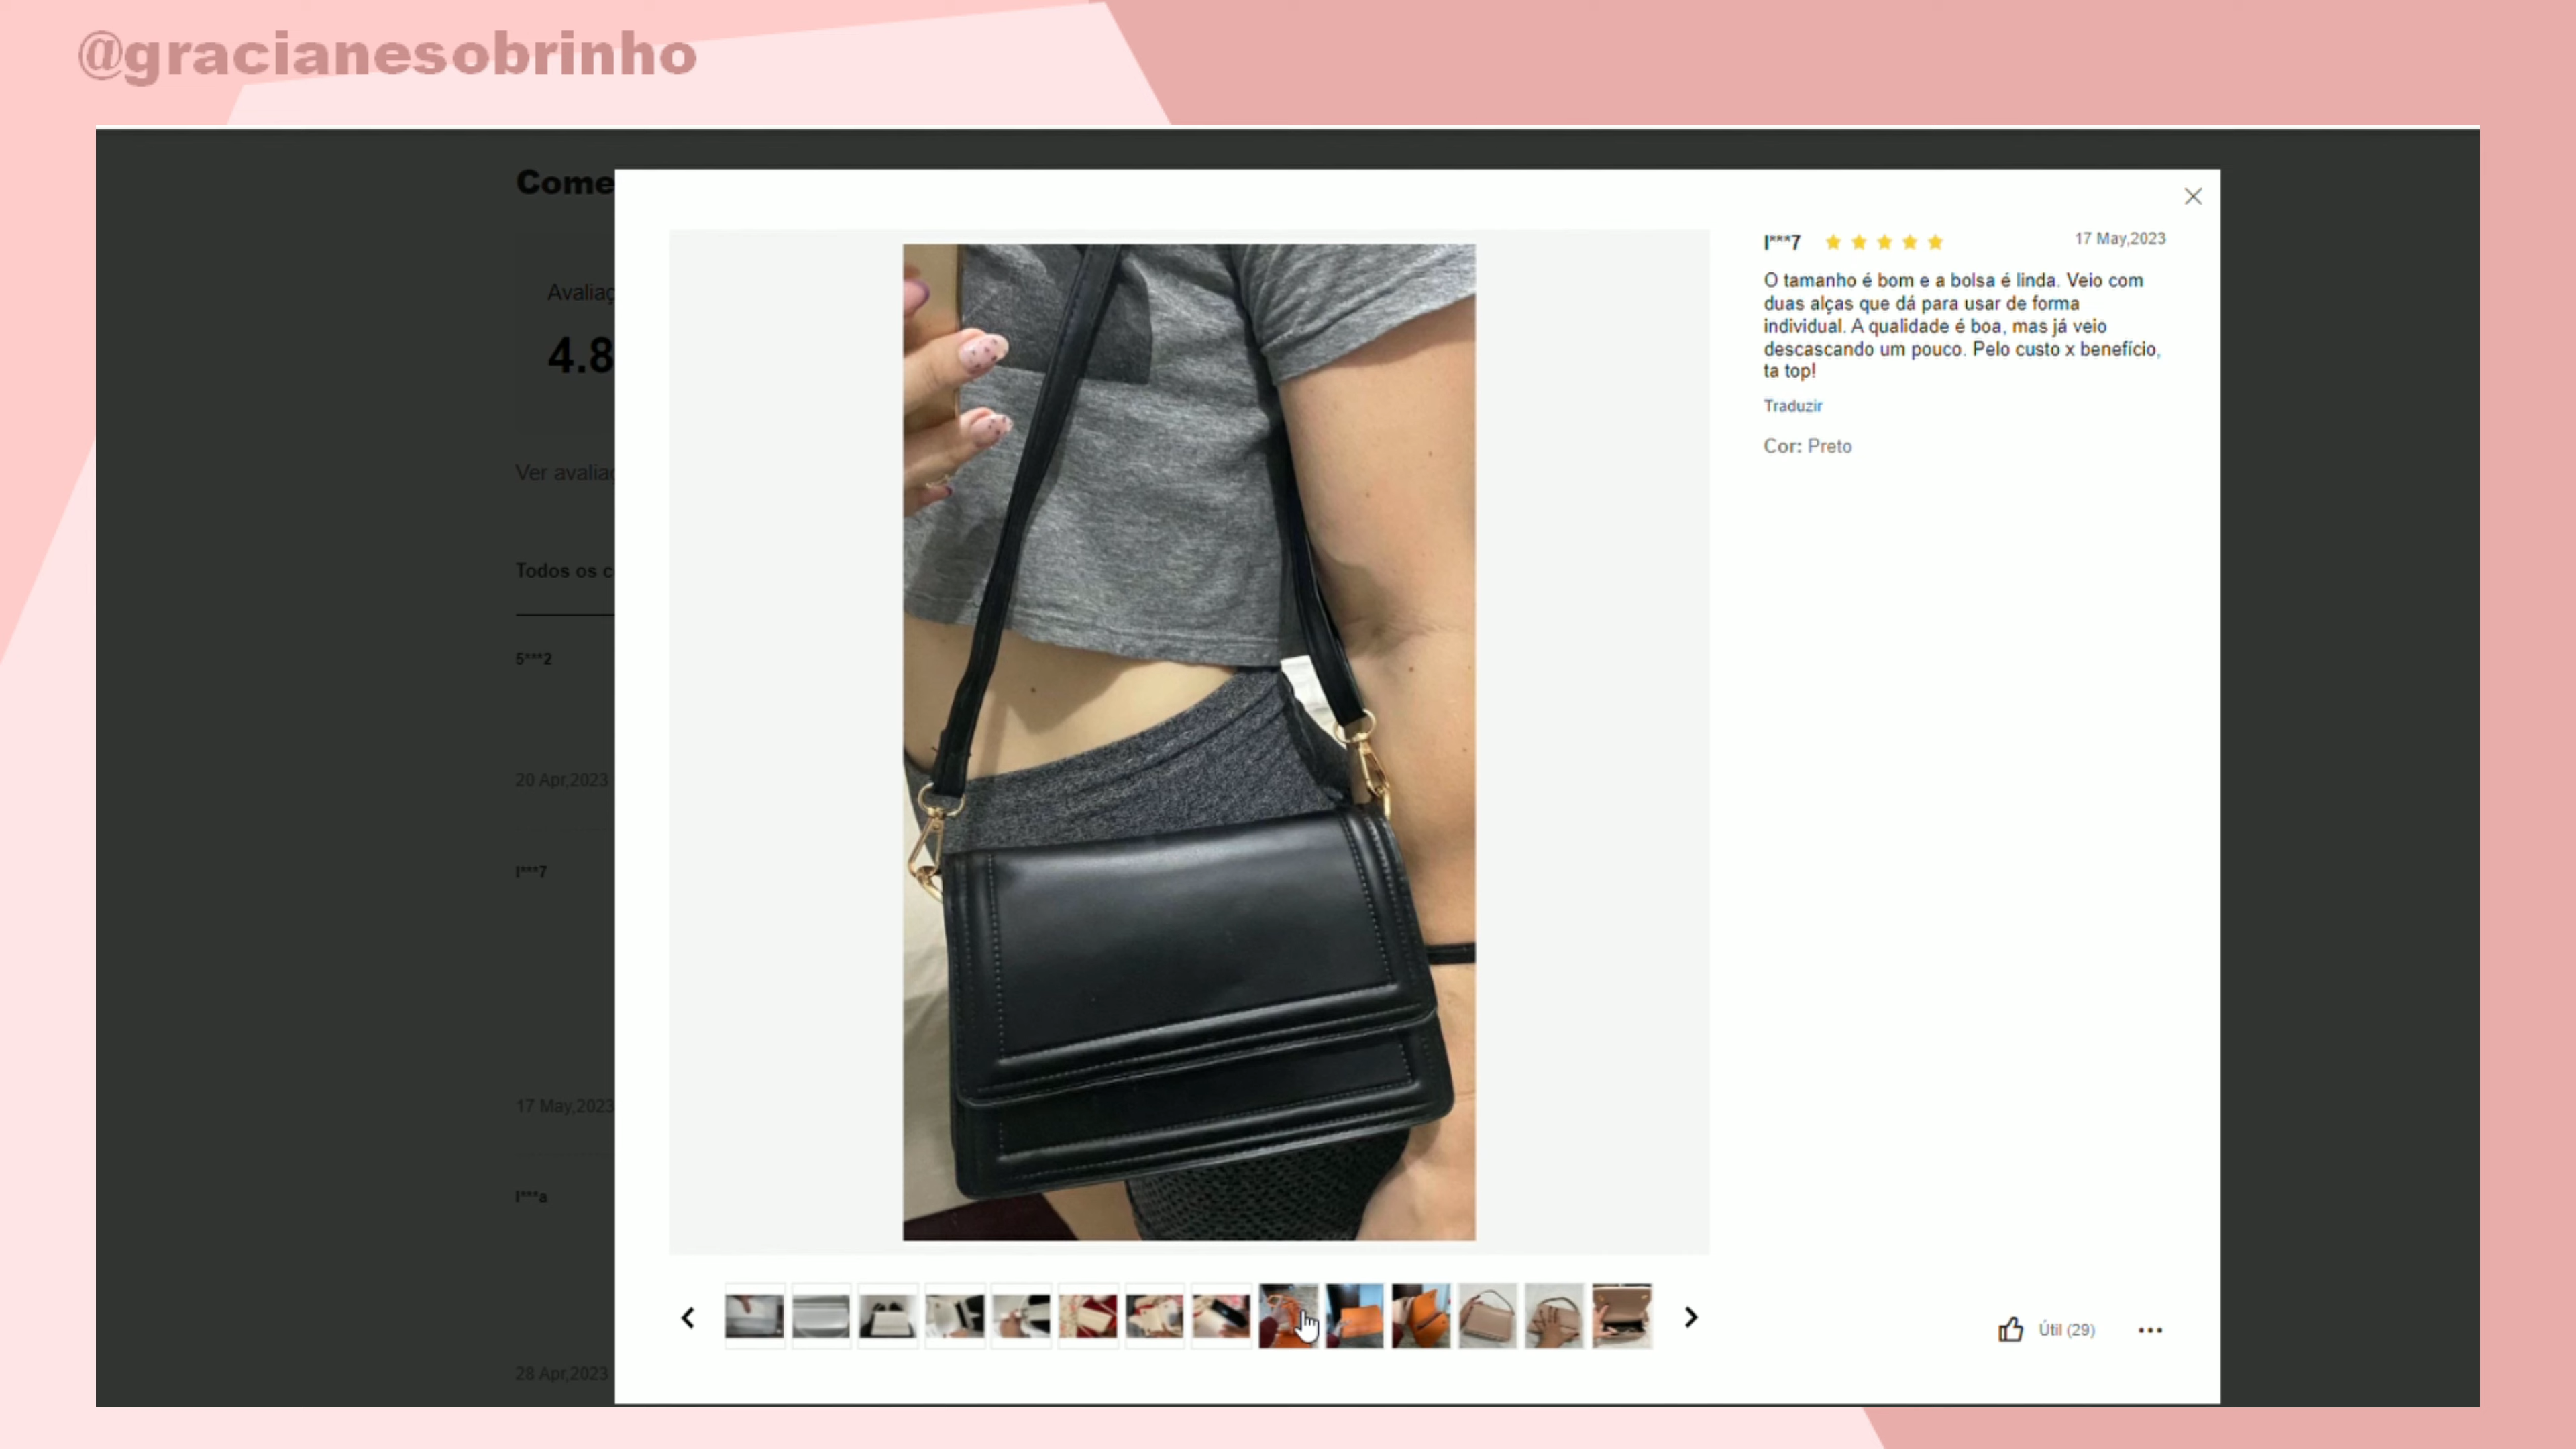 @gracianesobrinho
Come
Avaliaç
4.8
Ver avaliaç
Todos os c
5***2
20 Apr,2023
l***7
17 May,2023
l***a
28 Apr,2023
l***7
17 May,2023
O tamanho é bom e a bolsa é linda. Veio com
duas alças que dá para usar de forma
individual. A qualidade é boa, mas já veio
descascando um pouco. Pelo custo x benefício,
ta top!
Traduzir
Cor: Preto
Útil (29)